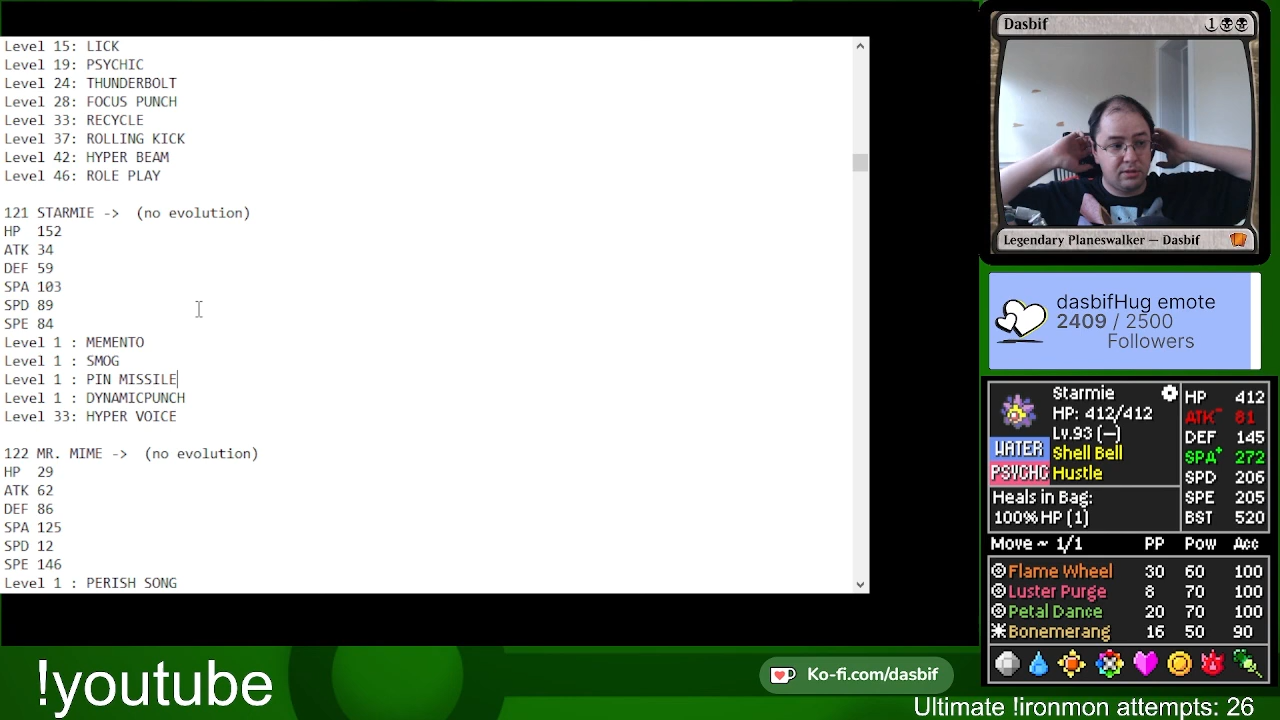 Level 15: LICK
Level 19: PSYCHIC
Level 24: THUNDERBOLT
Level 28: FOCUS PUNCH
Level 33: RECYCLE
Level 37: ROLLING KICK
Level 42: HYPER BEAM
Level 46: ROLE PLAY
121 STARMIE -> (no evolution)
HP 152
ATK 34
DEF 59
SPA 103
SPD 89
SPE 84
Level 1 : MEMENTO
Level 1 : SMOG
Level 1 : PIN MISSILE
Level 1 : DYNAMICPUNCH
Level 33: HYPER VOICE
122 MR. MIME -> (no evolution)
HP 29
ATK 62
DEF 86
SPA 125
SPD 12
SPE 146
Level 1 : PERISH SONG
Dasbif 1
Legendary Planeswalker — Dasbif
dasbifHug emote
2409 / 2500
Followers
Starmie
HP: 412/412
Lv.93 (—)
Shell Bell
Hustle
WATER
PSYCHC
Heals in Bag:
100% HP (1)
HP 412
ATK- 81
DEF 145
SPA+ 272
SPD 206
SPE 205
BST 520
Move ~ 1/1 PP Pow Acc
Flame Wheel 30 60 100
Luster Purge 8 70 100
Petal Dance 20 70 100
Bonemerang 16 50 90
!youtube
Ko-fi.com/dasbif
Ultimate !ironmon attempts: 26